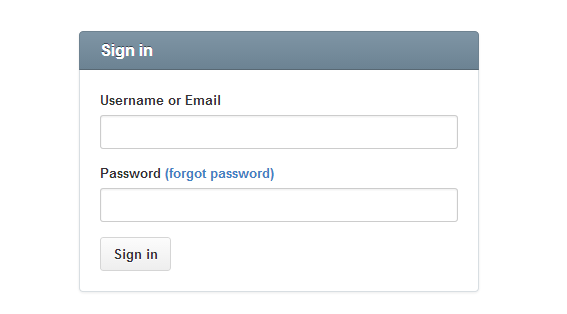 Sign in
Username or Email
Password (forgot password)
Sign in